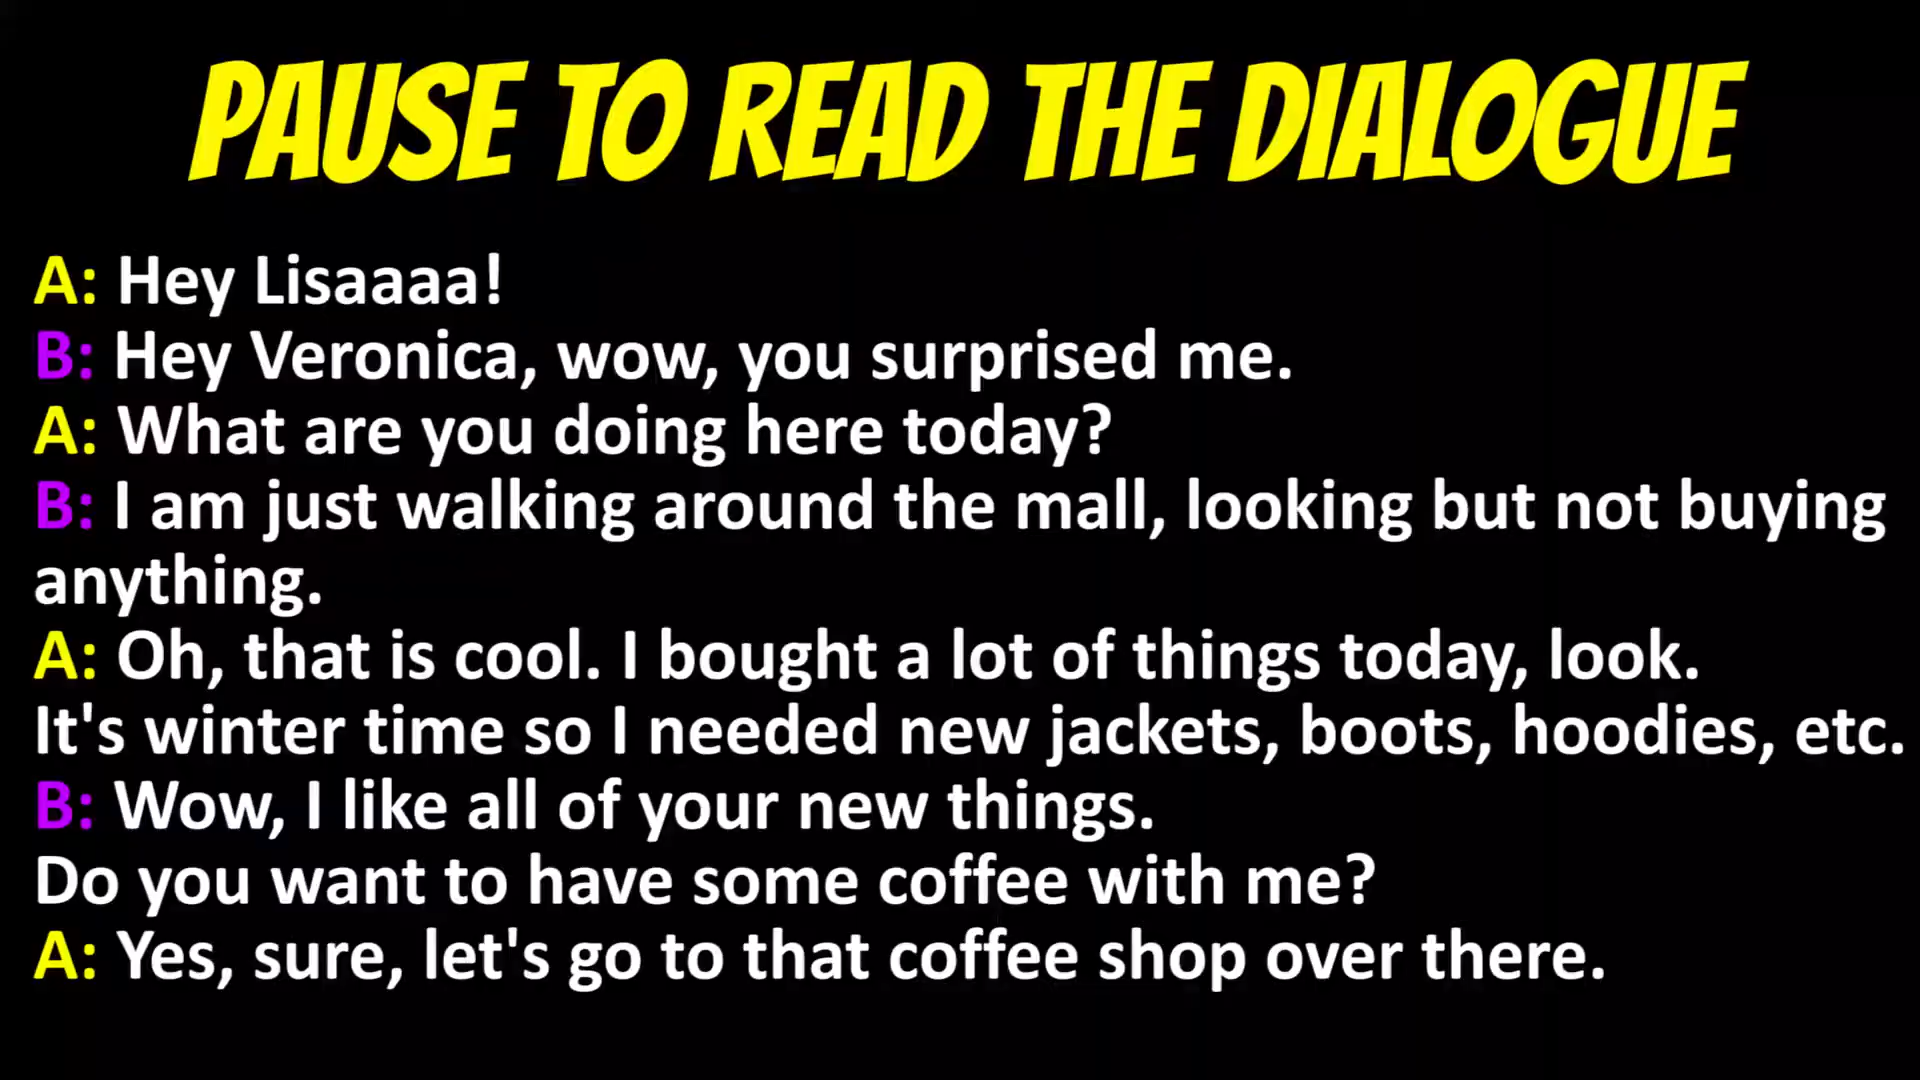 PAUSE TO READ THE DIALOGUE
A: Hey Lisaaaa!
B: Hey Veronica, wow, you surprised me.
A: What are you doing here today?
B: I am just walking around the mall, looking but not buying
anything.
A: Oh, that is cool. I bought a lot of things today, look.
It's winter time so I needed new jackets, boots, hoodies, etc.
B: Wow, I like all of your new things.
Do you want to have some coffee with me?
A: Yes, sure, let's go to that coffee shop over there.